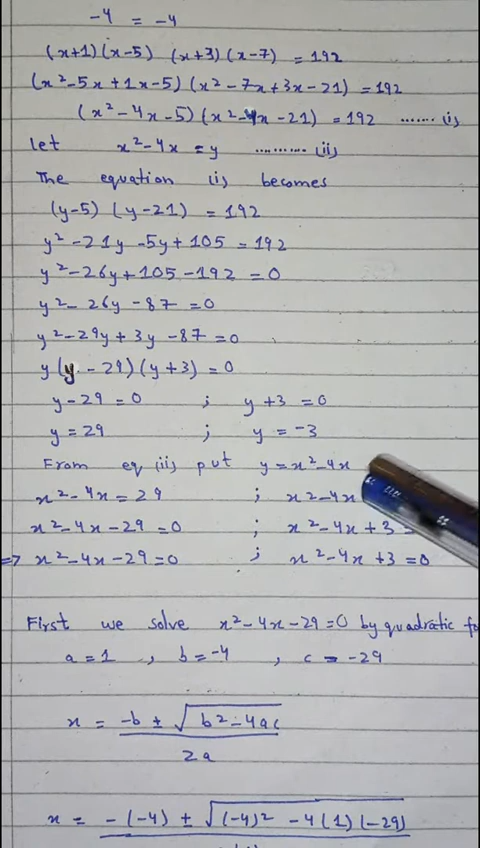 -4 = -4
(x+1)(x-5) (x+3)(x-7) = 192
(x²-5x+1x-5)(x²-7x+3x-21) = 192
(x²-4x-5)(x²-4x-21) = 192 ....... (i)
let x²-4x = y .......... (ii)
The equation (i) becomes
(y-5) (y-21) = 192
y²-21y-5y+105 = 192
y²-26y+105-192 = 0
y²-26y-87 = 0
y²-29y+3y-87 = 0
y(y-29)(y+3) = 0
y-29 = 0 ; y+3 = 0
y = 29 ; y = -3
From eq (ii) put y = x²-4x
x²-4x = 29 ; x²-4x
x²-4x-29 = 0 ; x²-4x+3 =
=> x²-4x-29 = 0 ; x²-4x+3 = 0
First we solve x²-4x-29=0 by quadratic
a = 1 , b = -4 , c = -29
x = -b ± √b²-4ac
2a
x = -(-4) ± √(-4)²-4(1)(-29)